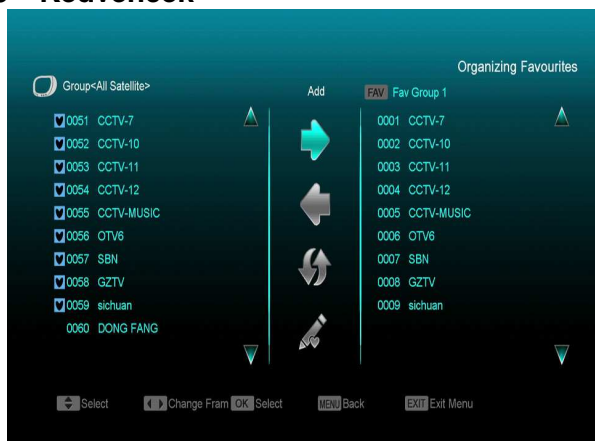 Organizing Favourites
Group<All Satellite>
Add
FAV Fav Group 1
0051 CCTV-7
0052 CCTV-10
0053 CCTV-11
0054 CCTV-12
0055 CCTV-MUSIC
0056 OTV6
0057 SBN
0058 GZTV
0059 sichuan
0060 DONG FANG
0001 CCTV-7
0002 CCTV-10
0003 CCTV-11
0004 CCTV-12
0005 CCTV-MUSIC
0006 OTV6
0007 SBN
0008 GZTV
0009 sichuan
Select Change Fram OK Select MENU Back EXIT Exit Menu